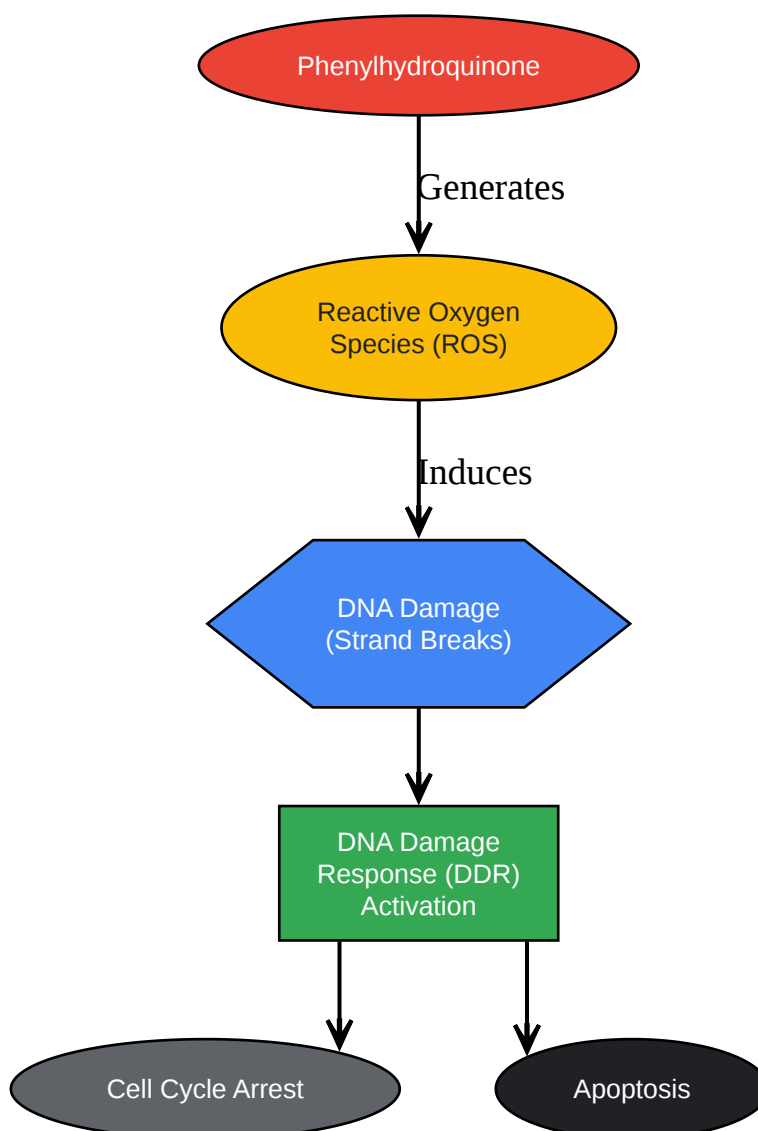 Phenylhydroquinone
Generates
Reactive Oxygen
Species (ROS)
Induces
DNA Damage
(Strand Breaks)
DNA Damage
Response (DDR)
Activation
Cell Cycle Arrest
Apoptosis